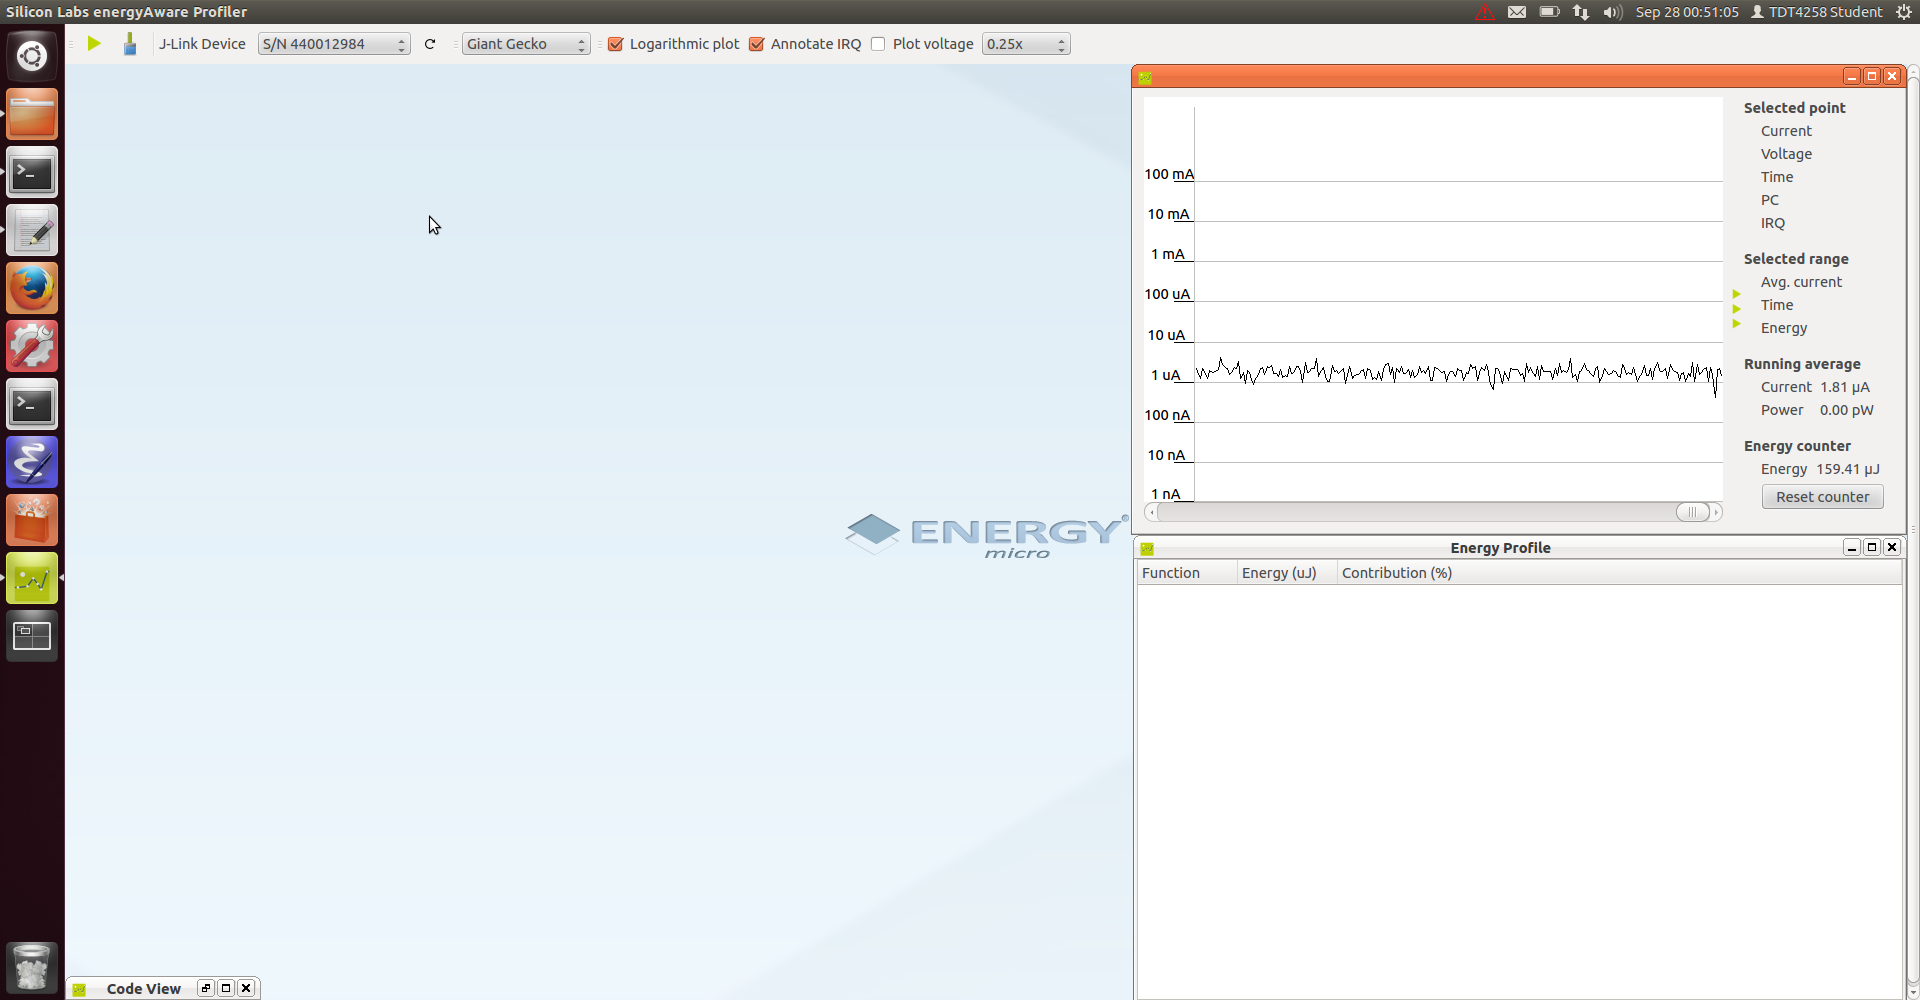 Silicon Labs energyAware Profiler
Sep 28 00:51:05 TDT4258 Student
J-Link Device S/N 440012984 Giant Gecko Logarithmic plot Annotate IRQ Plot voltage 0.25x
100 mA
10 mA
1 mA
100 uA
10 uA
1 uA
100 nA
10 nA
1 nA
Selected point
Current
Voltage
Time
PC
IRQ
Selected range
Avg. current
Time
Energy
Running average
Current 1.81 µA
Power 0.00 pW
Energy counter
Energy 159.41 µJ
Reset counter
ENERGY®
micro
Energy Profile
Function Energy (uJ) Contribution (%)
Code View